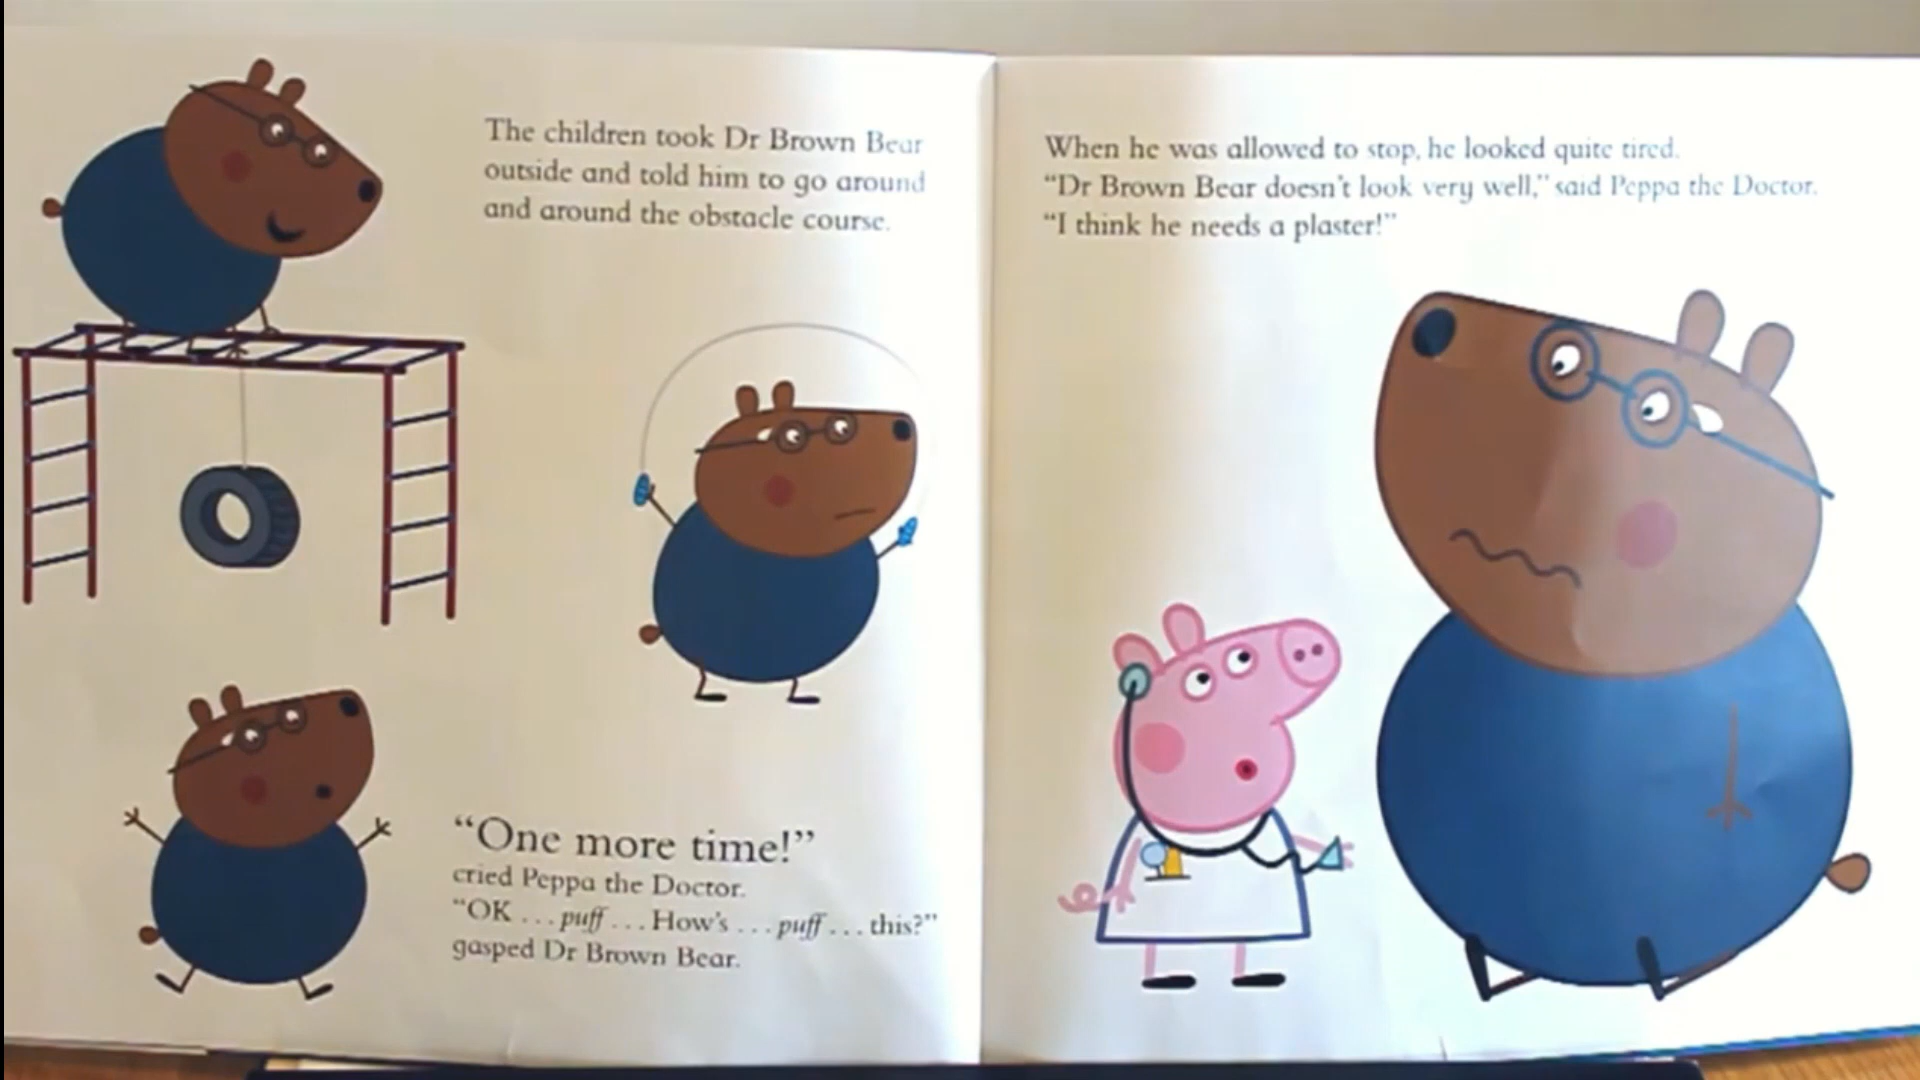 The children took Dr Brown Bear
outside and told him to go around
and around the obstacle course.
“One more time!”
cried Peppa the Doctor.
“OK ... puff ... How’s ... puff ... this?”
gasped Dr Brown Bear.
When he was allowed to stop, he looked quite tired.
“Dr Brown Bear doesn’t look very well,” said Peppa the Doctor.
“I think he needs a plaster!”